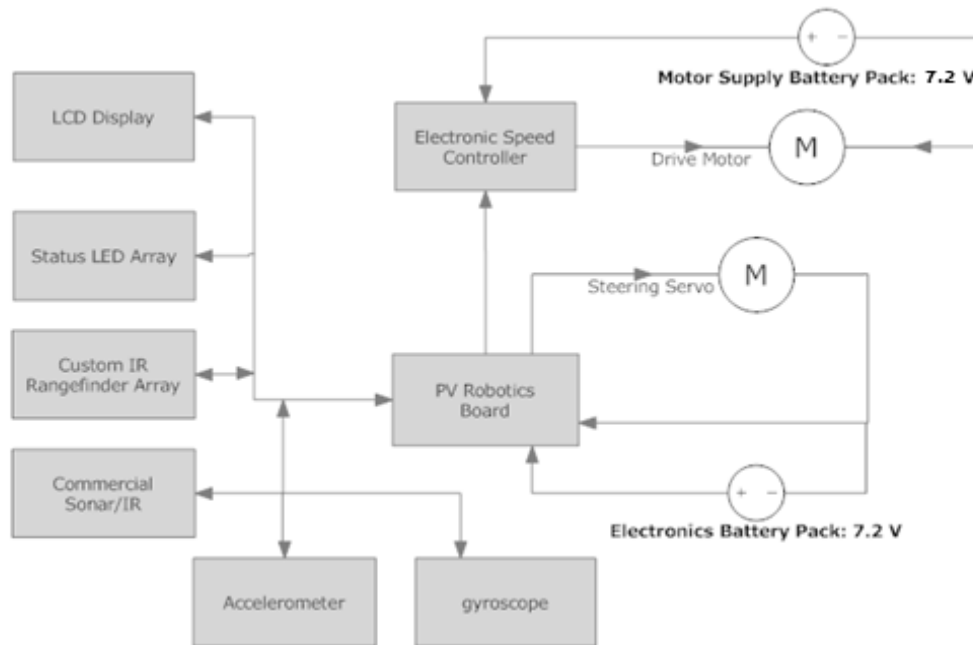 + −
Motor Supply Battery Pack: 7.2 V
LCD Display
Electronic Speed
Controller
M
Drive Motor
Status LED Array
M
Steering Servo
Custom IR
Rangefinder Array
PV Robotics
Board
Commercial
Sonar/IR
+ −
Electronics Battery Pack: 7.2 V
Accelerometer
gyroscope